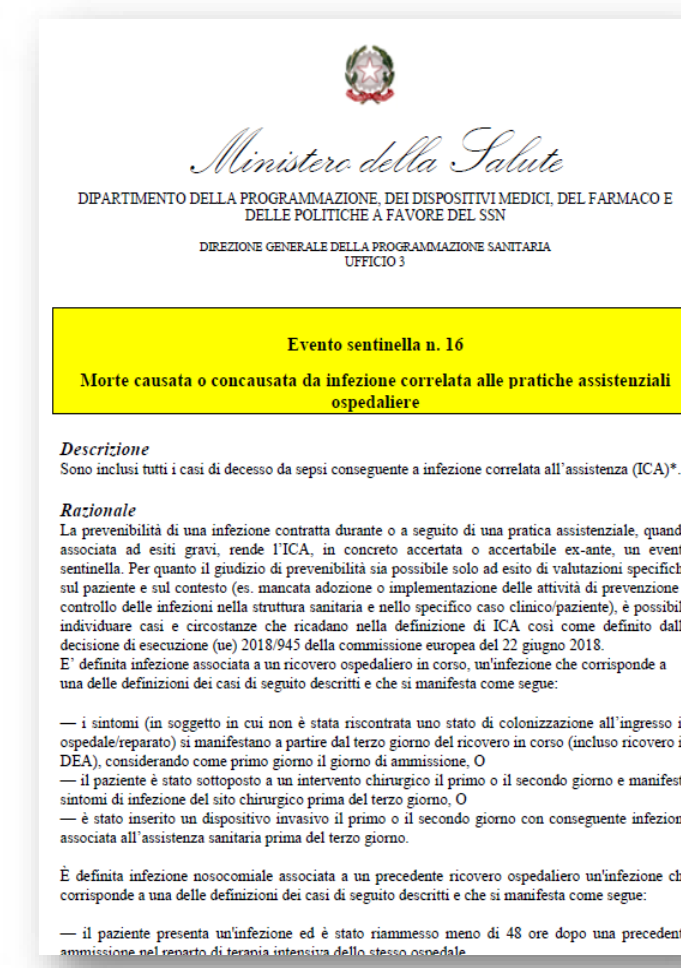 Ministero della Salute
DIPARTIMENTO DELLA PROGRAMMAZIONE, DEI DISPOSITIVI MEDICI, DEL FARMACO E
DELLE POLITICHE A FAVORE DEL SSN
DIREZIONE GENERALE DELLA PROGRAMMAZIONE SANITARIA
UFFICIO 3
Evento sentinella n. 16
Morte causata o concausata da infezione correlata alle pratiche assistenziali
ospedaliere
Descrizione
Sono inclusi tutti i casi di decesso da sepsi conseguente a infezione correlata all'assistenza (ICA)*.
Razionale
La prevenibilità di una infezione contratta durante o a seguito di una pratica assistenziale, quand
associata ad esiti gravi, rende l'ICA, in concreto accertata o accertabile ex-ante, un event
sentinella. Per quanto il giudizio di prevenibilità sia possibile solo ad esito di valutazioni specifich
sul paziente e sul contesto (es. mancata adozione o implementazione delle attività di prevenzione
controllo delle infezioni nella struttura sanitaria e nello specifico caso clinico/paziente), è possibil
individuare casi e circostanze che ricadano nella definizione di ICA così come definito dall
decisione di esecuzione (ue) 2018/945 della commissione europea del 22 giugno 2018.
E' definita infezione associata a un ricovero ospedaliero in corso, un'infezione che corrisponde a
una delle definizioni dei casi di seguito descritti e che si manifesta come segue:
— i sintomi (in soggetto in cui non è stata riscontrata uno stato di colonizzazione all'ingresso i
ospedale/reparato) si manifestano a partire dal terzo giorno del ricovero in corso (incluso ricovero i
DEA), considerando come primo giorno il giorno di ammissione, O
— il paziente è stato sottoposto a un intervento chirurgico il primo o il secondo giorno e manifest
sintomi di infezione del sito chirurgico prima del terzo giorno, O
— è stato inserito un dispositivo invasivo il primo o il secondo giorno con conseguente infezion
associata all'assistenza sanitaria prima del terzo giorno.
È definita infezione nosocomiale associata a un precedente ricovero ospedaliero un'infezione ch
corrisponde a una delle definizioni dei casi di seguito descritti e che si manifesta come segue:
— il paziente presenta un'infezione ed è stato riammesso meno di 48 ore dopo una precedent
ammissione nel reparto di terapia intensiva dello stesso ospedale